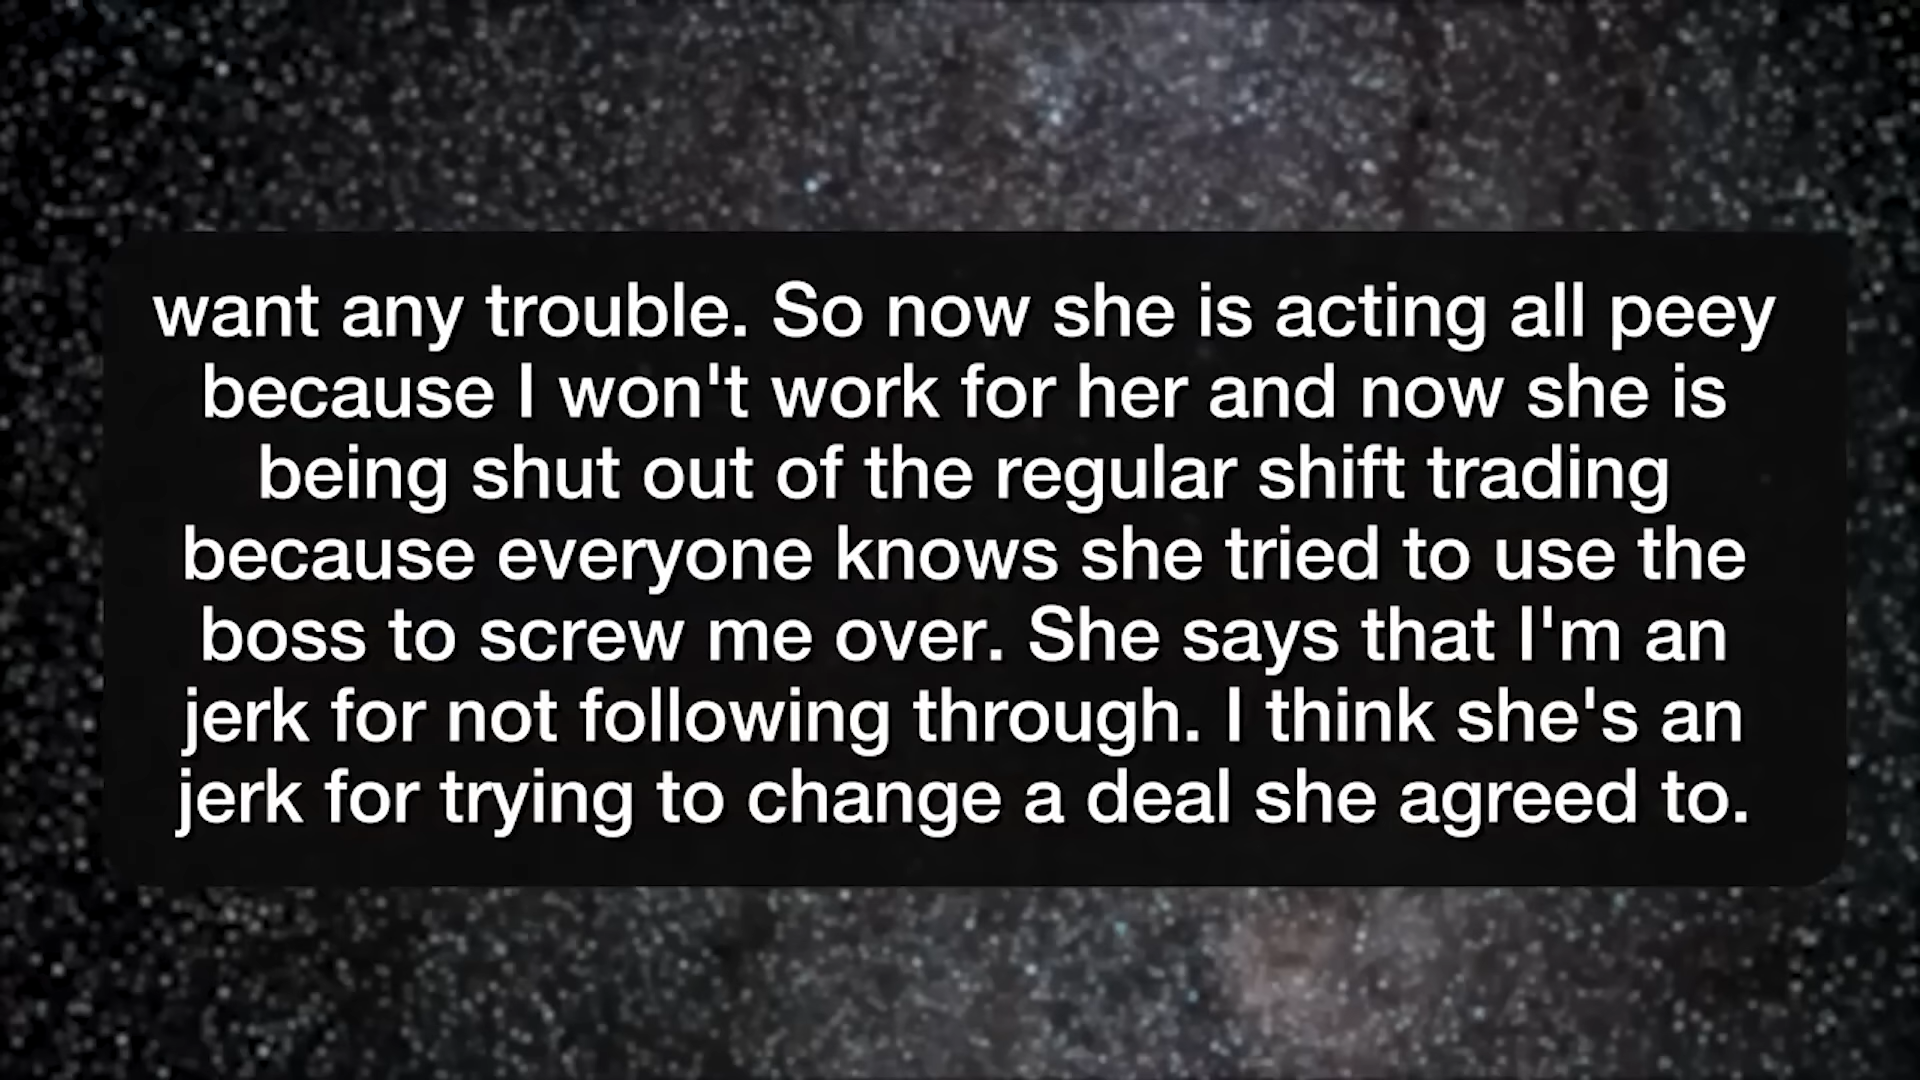 want any trouble. So now she is acting all peey
because I won't work for her and now she is
being shut out of the regular shift trading
because everyone knows she tried to use the
boss to screw me over. She says that I'm an
jerk for not following through. I think she's an
jerk for trying to change a deal she agreed to.